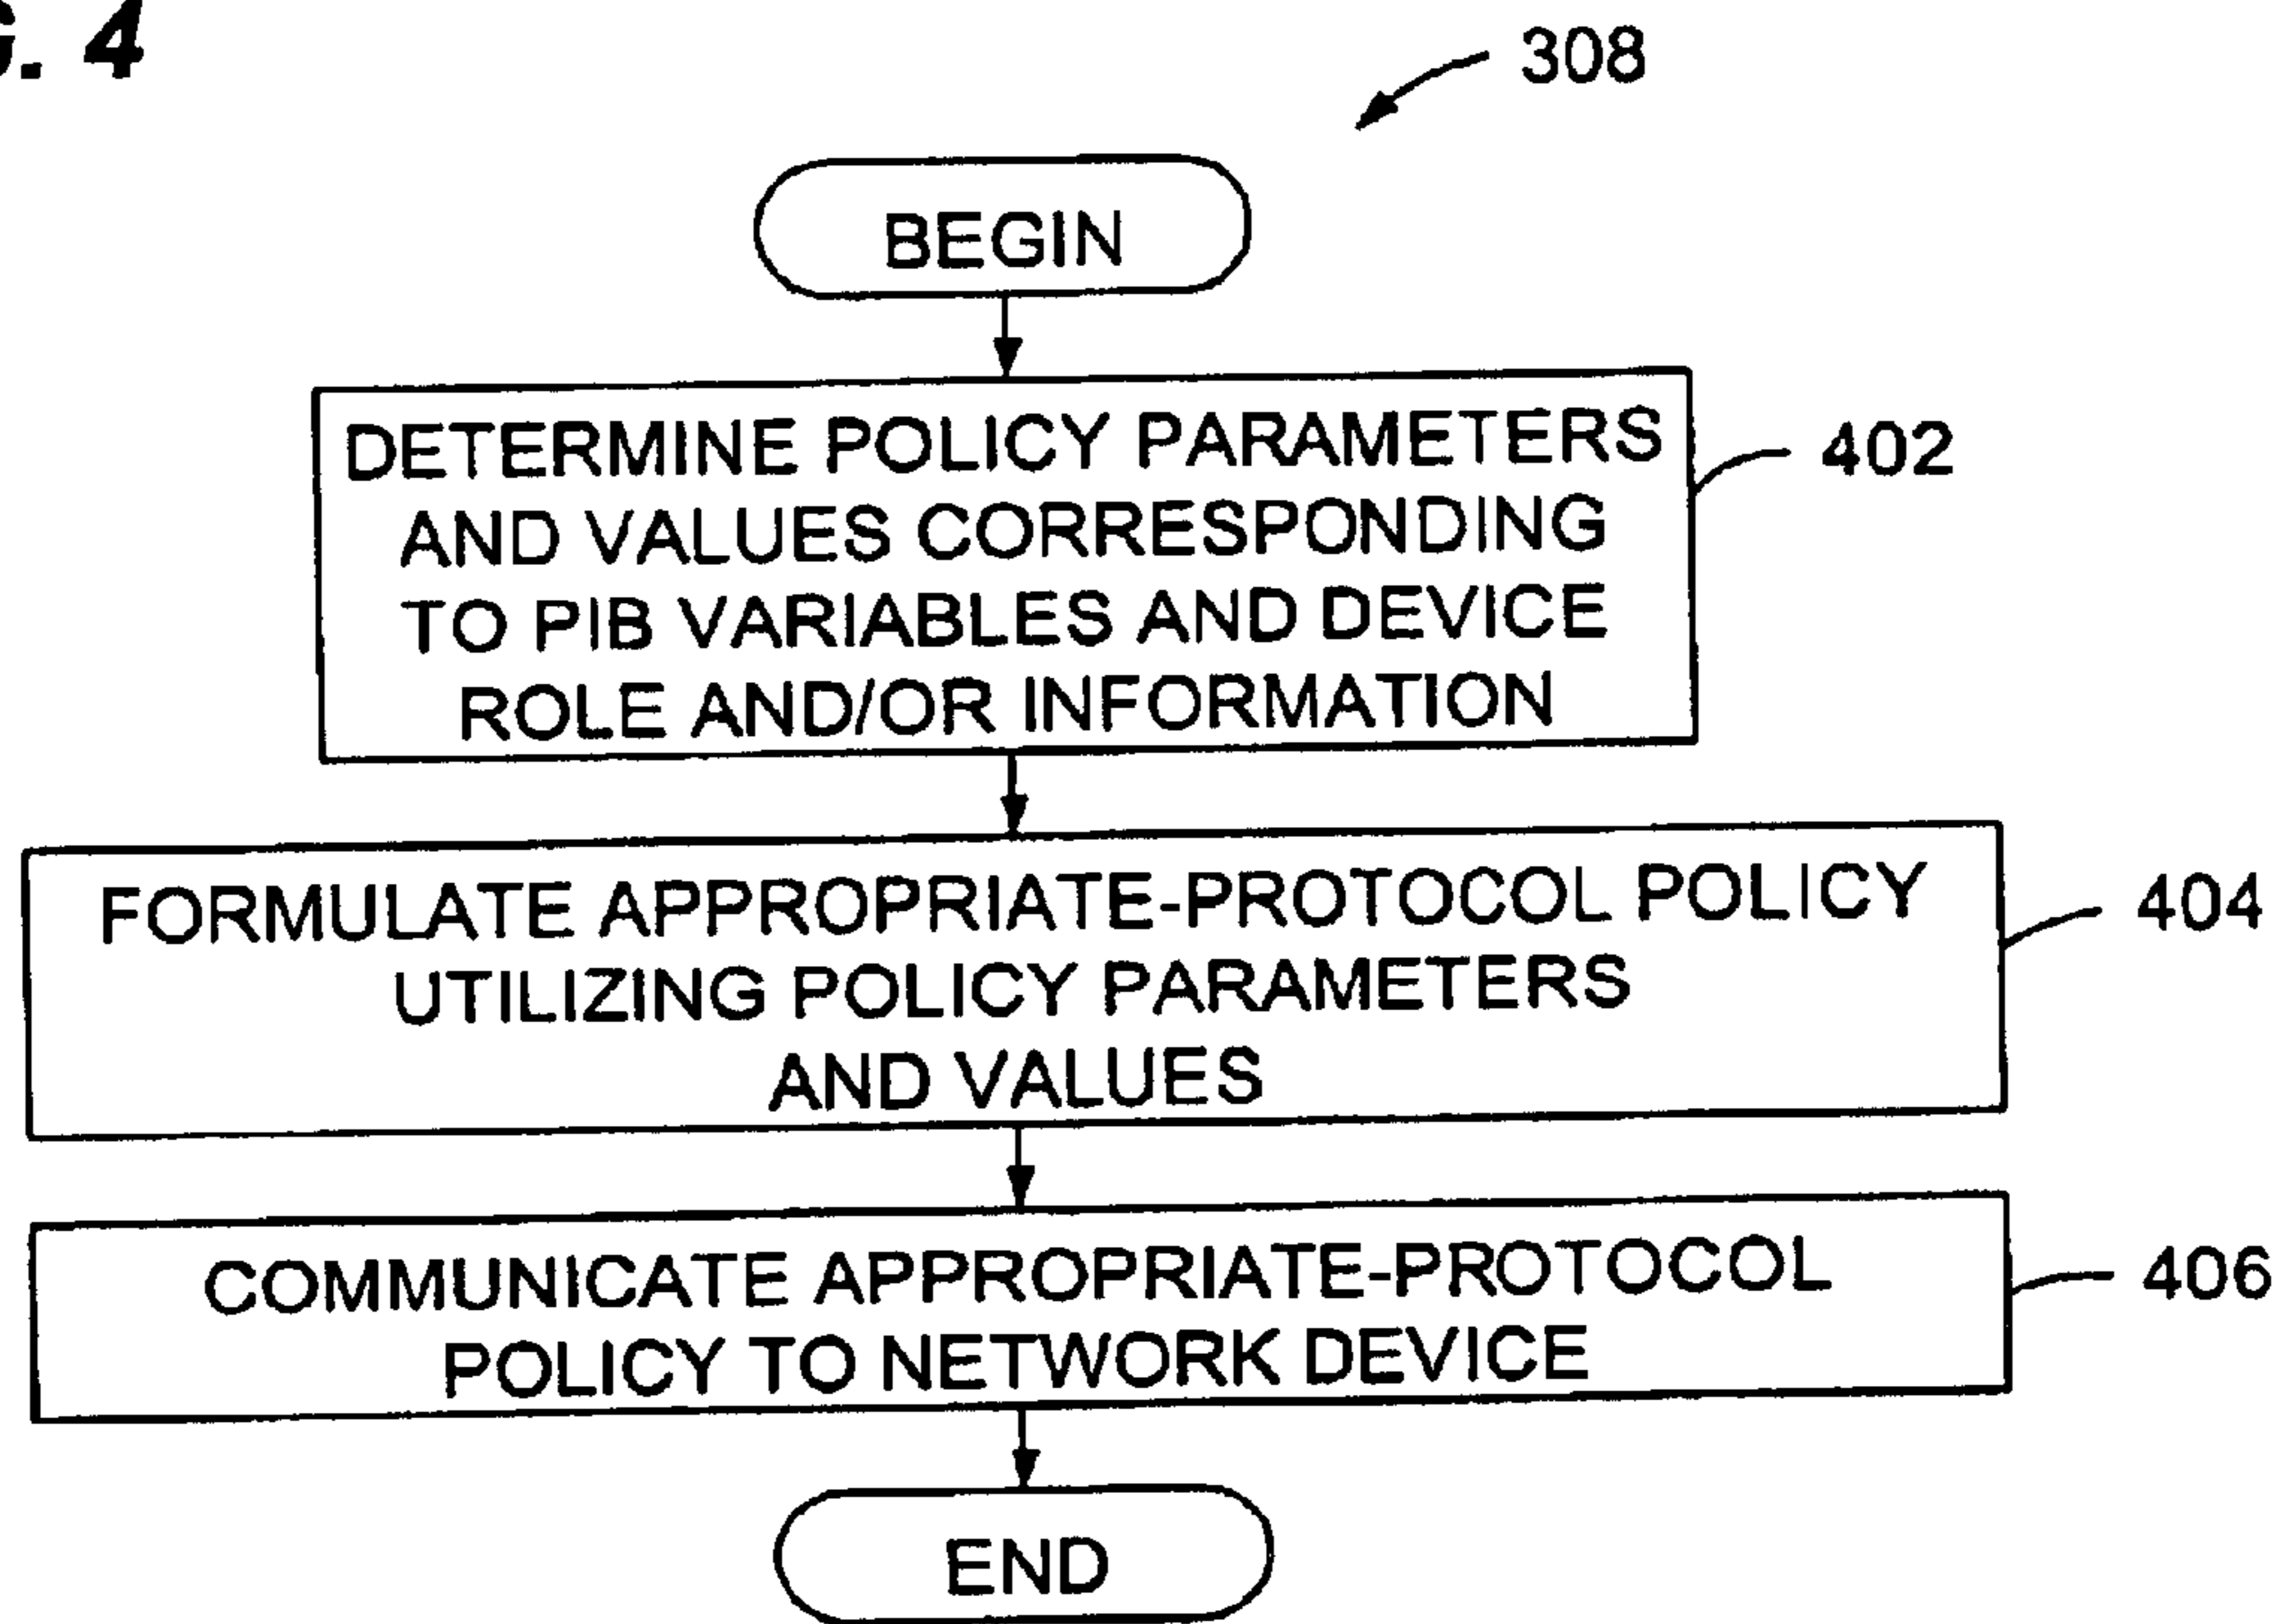 G. 4
308
BEGIN
DETERMINE POLICY PARAMETERS
AND VALUES CORRESPONDING
TO PIB VARIABLES AND DEVICE
ROLE AND/OR INFORMATION
402
FORMULATE APPROPRIATE-PROTOCOL POLICY
UTILIZING POLICY PARAMETERS
AND VALUES
404
COMMUNICATE APPROPRIATE-PROTOCOL
POLICY TO NETWORK DEVICE
406
END